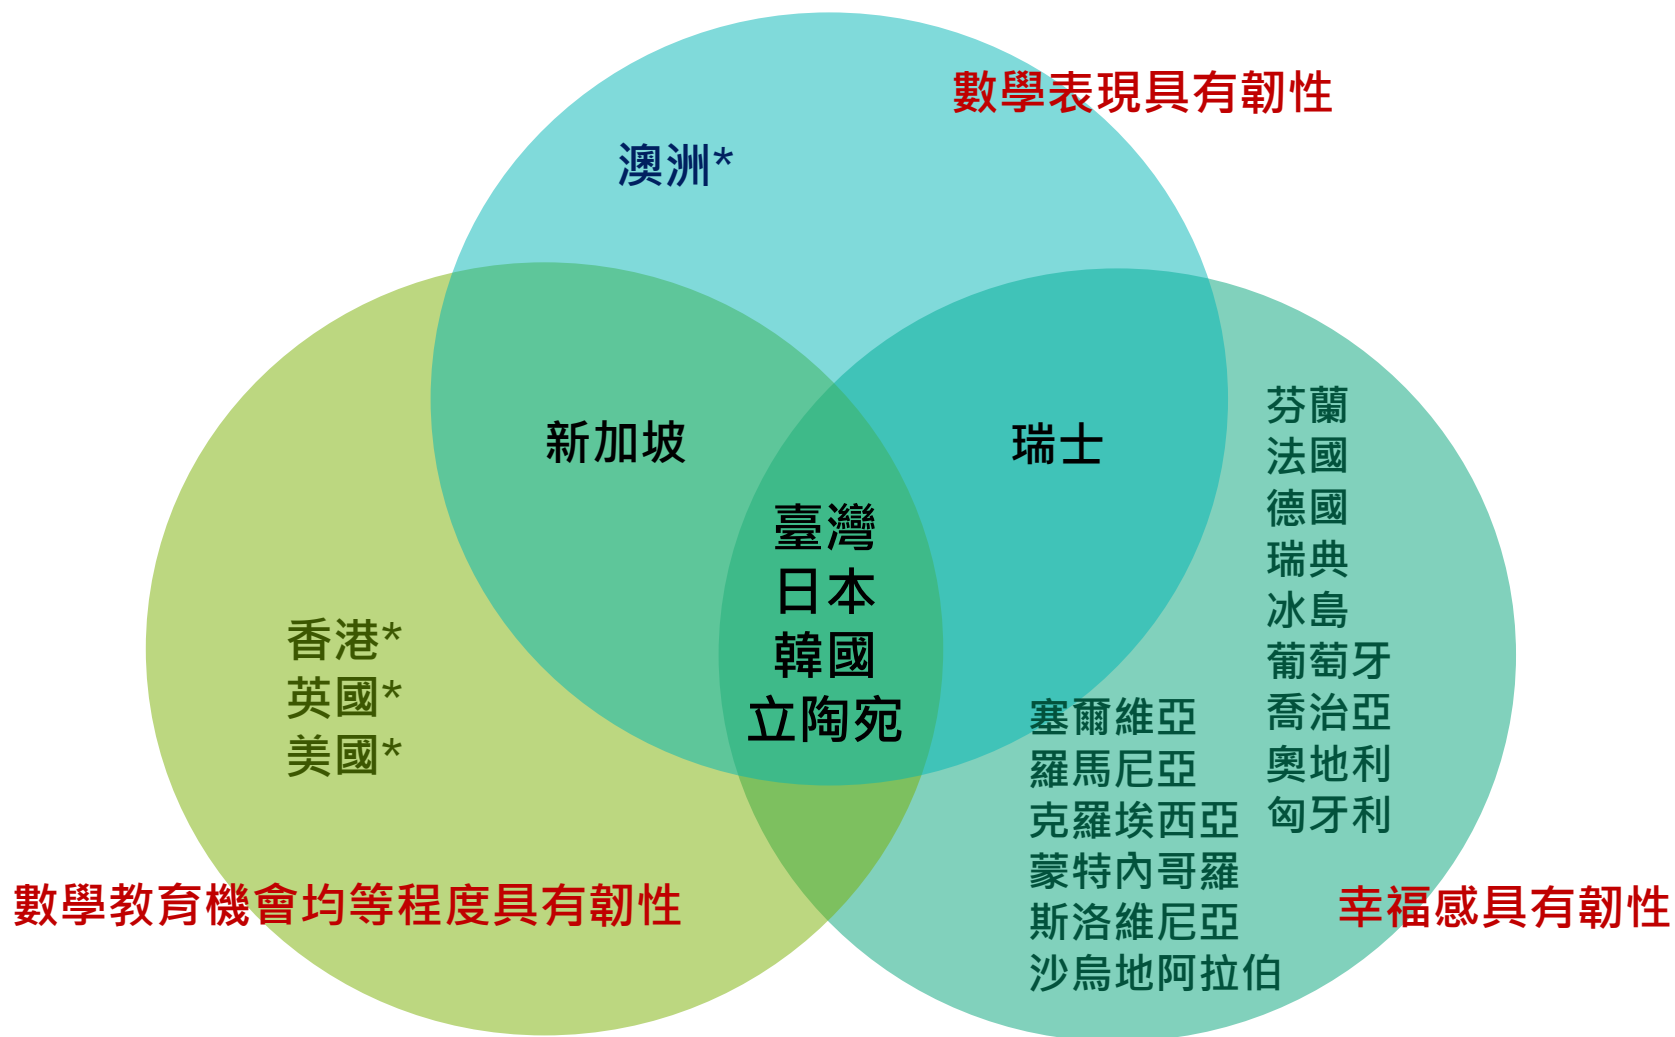 數學表現具有韌性
澳洲*
新加坡
瑞士
臺灣
日本
韓國
立陶宛
香港*
英國*
美國*
芬蘭
法國
德國
瑞典
冰島
葡萄牙
喬治亞
奧地利
匈牙利
塞爾維亞
羅馬尼亞
克羅埃西亞
蒙特內哥羅
斯洛維尼亞
沙烏地阿拉伯
數學教育機會均等程度具有韌性
幸福感具有韌性